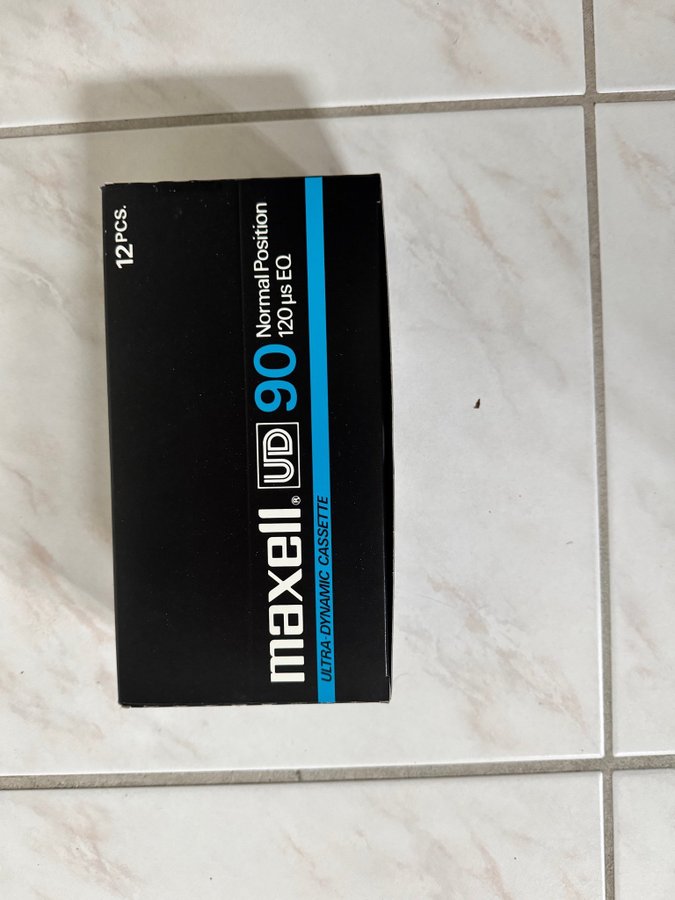 12 PCS.
maxell® UD 90 Normal Position
120 µs EQ
ULTRA-DYNAMIC CASSETTE